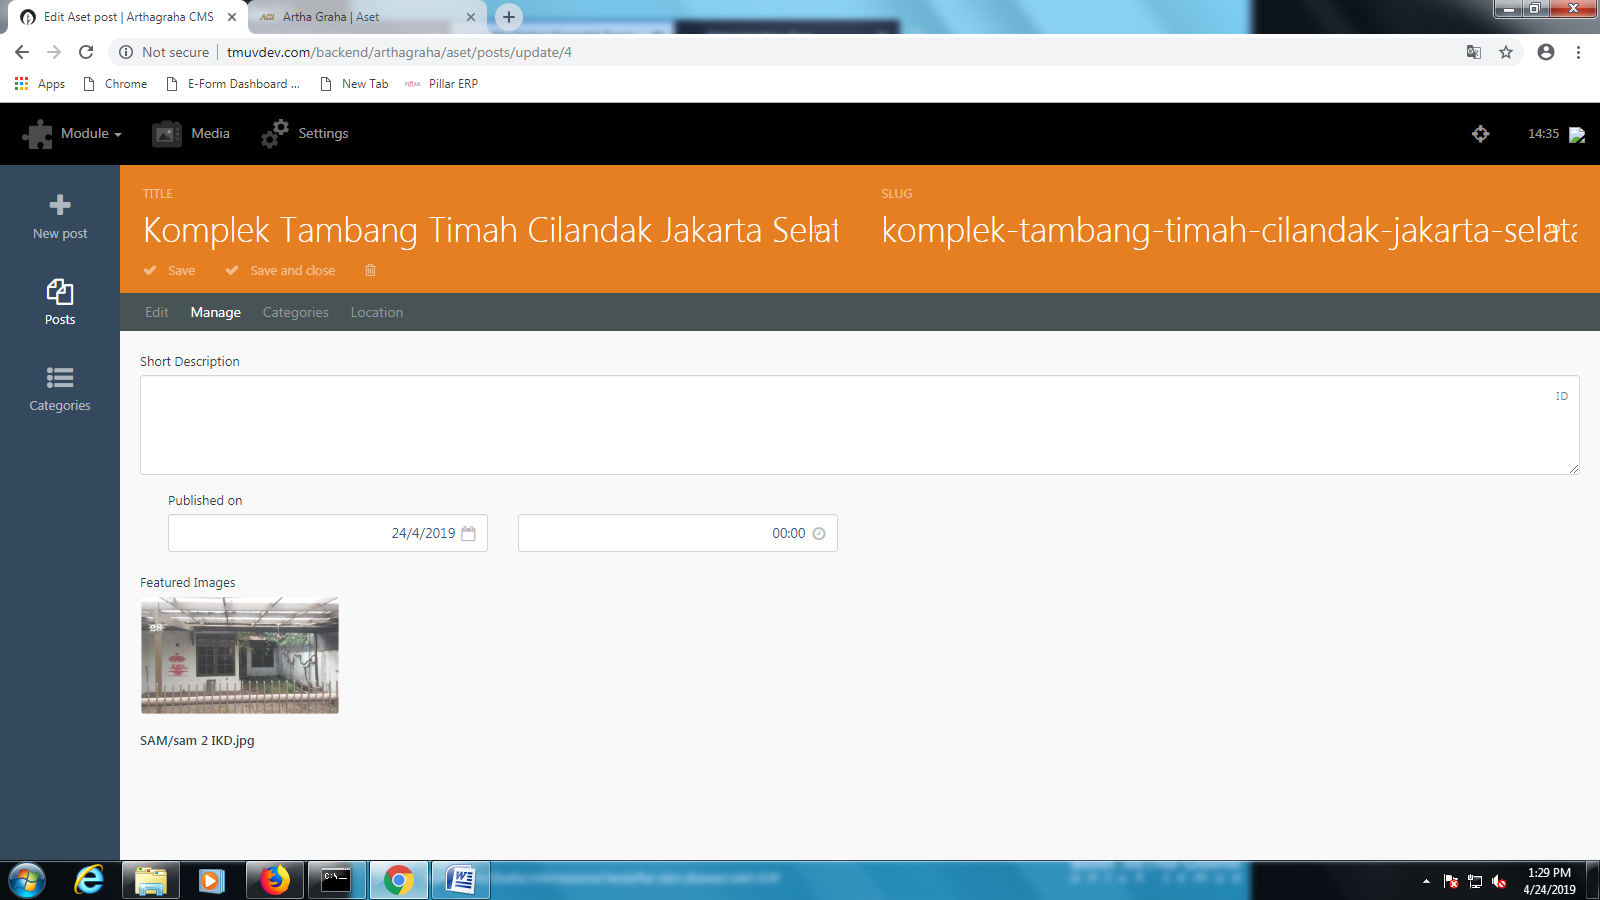 Edit Aset post | Arthagraha CMS
AGI Artha Graha | Aset
Not secure | tmuvdev.com/backend/arthagraha/aset/posts/update/4
Apps Chrome E-Form Dashboard ... New Tab Pillar ERP
Module Media Settings 14:35
New post
Posts
Categories
TITLE
Komplek Tambang Timah Cilandak Jakarta Selat
SLUG
komplek-tambang-timah-cilandak-jakarta-selata
Save Save and close
Edit Manage Categories Location
Short Description
ID
Published on
24/4/2019 00:00
Featured Images
SAM/sam 2 IKD.jpg
1:29 PM
4/24/2019